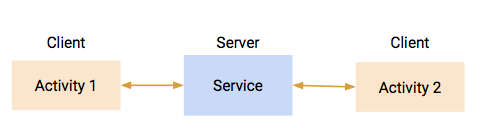 Client
Server
Client
Activity 1
Service
Activity 2